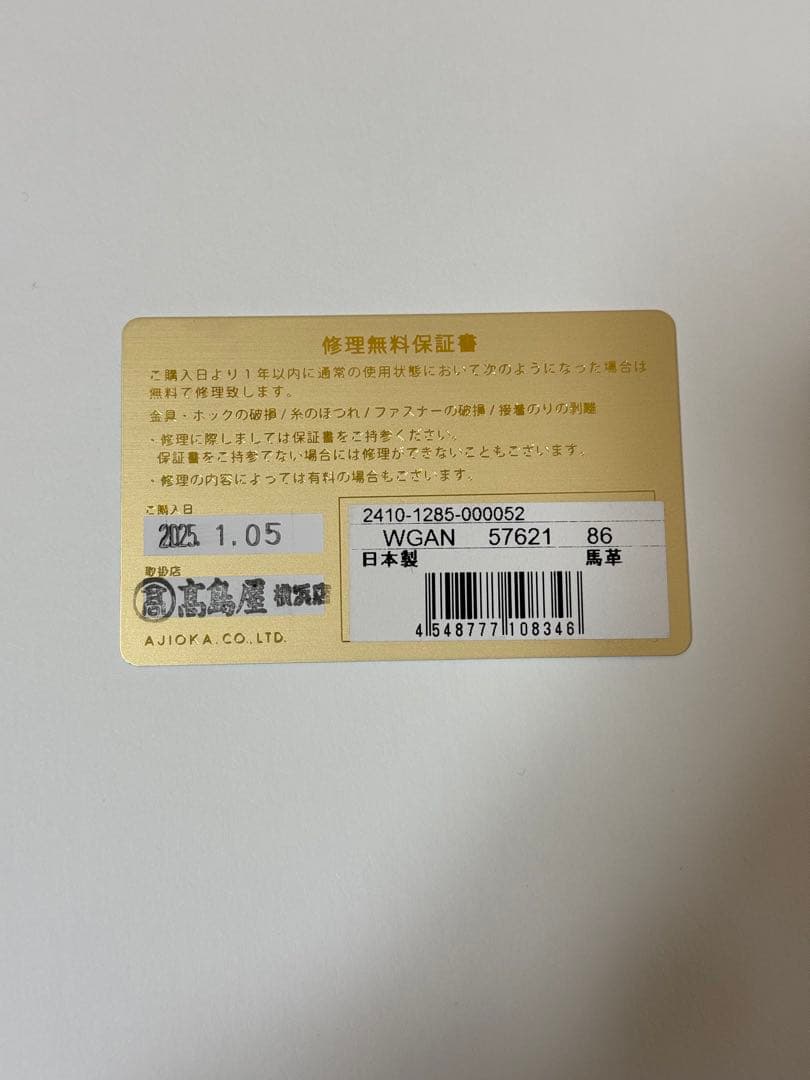 修理無料保証書
ご購入日より1年以内に通常の使用状態において次のようになった場合は
無料で修理致します。
金具・ホックの破損/糸のほつれ/ファスナーの破損/接着のりの剥離
・修理に際しましては保証書をご持参ください。
保証書をご持参でない場合には修理ができないこともございます。
・修理の内容によっては有料の場合もございます。
ご購入日
2025. 1.05
取扱店
髙 髙島屋 横浜店
AJIOKA.CO.,LTD.
2410-1285-000052
WGAN 57621 86
日本製 馬革
4548777108346